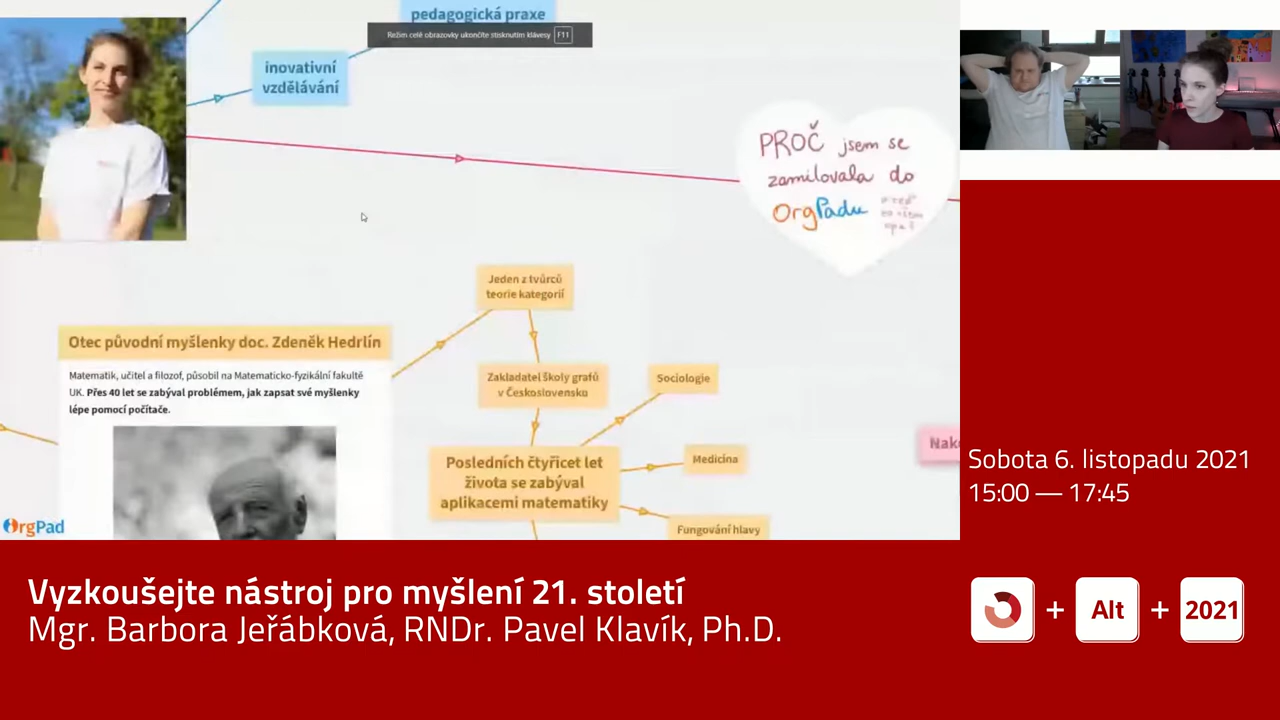 pedagogická praxe
Režim celé obrazovky ukončíte stisknutím klávesy F11
inovativní
vzdělávání
PROČ jsem se
zamilovala do
OrgPadu
Jeden z tvůrců
teorie kategorií
Otec původní myšlenky doc. Zdeněk Hedrlín
Matematik, učitel a filozof, působil na Matematicko-fyzikální fakultě
UK. Přes 40 let se zabýval problémem, jak zapsat své myšlenky
lépe pomocí počítače.
Zakladatel školy grafů
v Československu
Sociologie
Posledních čtyřicet let
života se zabýval
aplikacemi matematiky
Medicína
Fungování hlavy
OrgPad
Sobota 6. listopadu 2021
15:00 — 17:45
Vyzkoušejte nástroj pro myšlení 21. století
Mgr. Barbora Jeřábková, RNDr. Pavel Klavík, Ph.D.
+ Alt + 2021